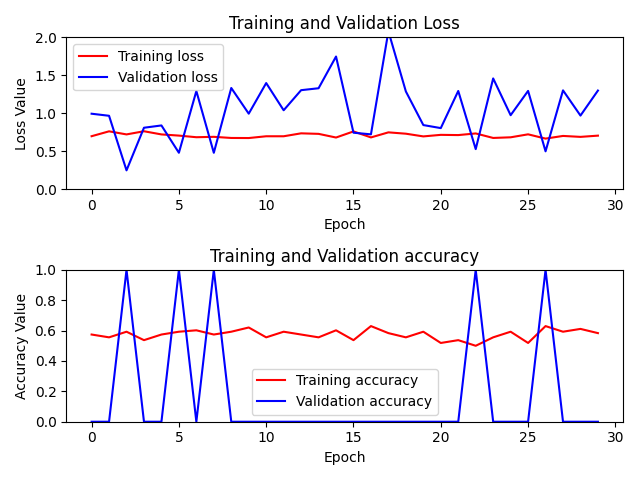 Training and Validation Loss
2.0
1.5
1.0
0.5
0.0
Loss Value
Training loss
Validation loss
0 5 10 15 20 25 30
Epoch
Training and Validation accuracy
1.0
0.8
0.6
0.4
0.2
0.0
Accuracy Value
Training accuracy
Validation accuracy
0 5 10 15 20 25 30
Epoch